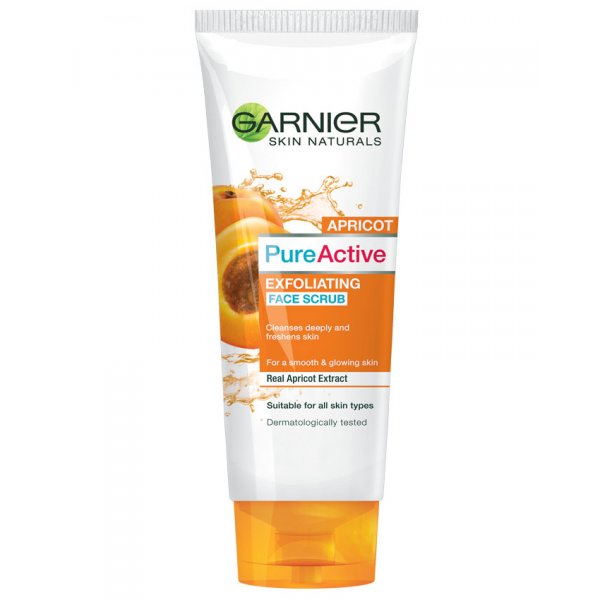 GARNIER
SKIN NATURALS
APRICOT
PureActive
EXFOLIATING
FACE SCRUB
Cleanses deeply and
freshens skin
For a smooth & glowing skin
Real Apricot Extract
Suitable for all skin types
Dermatologically tested